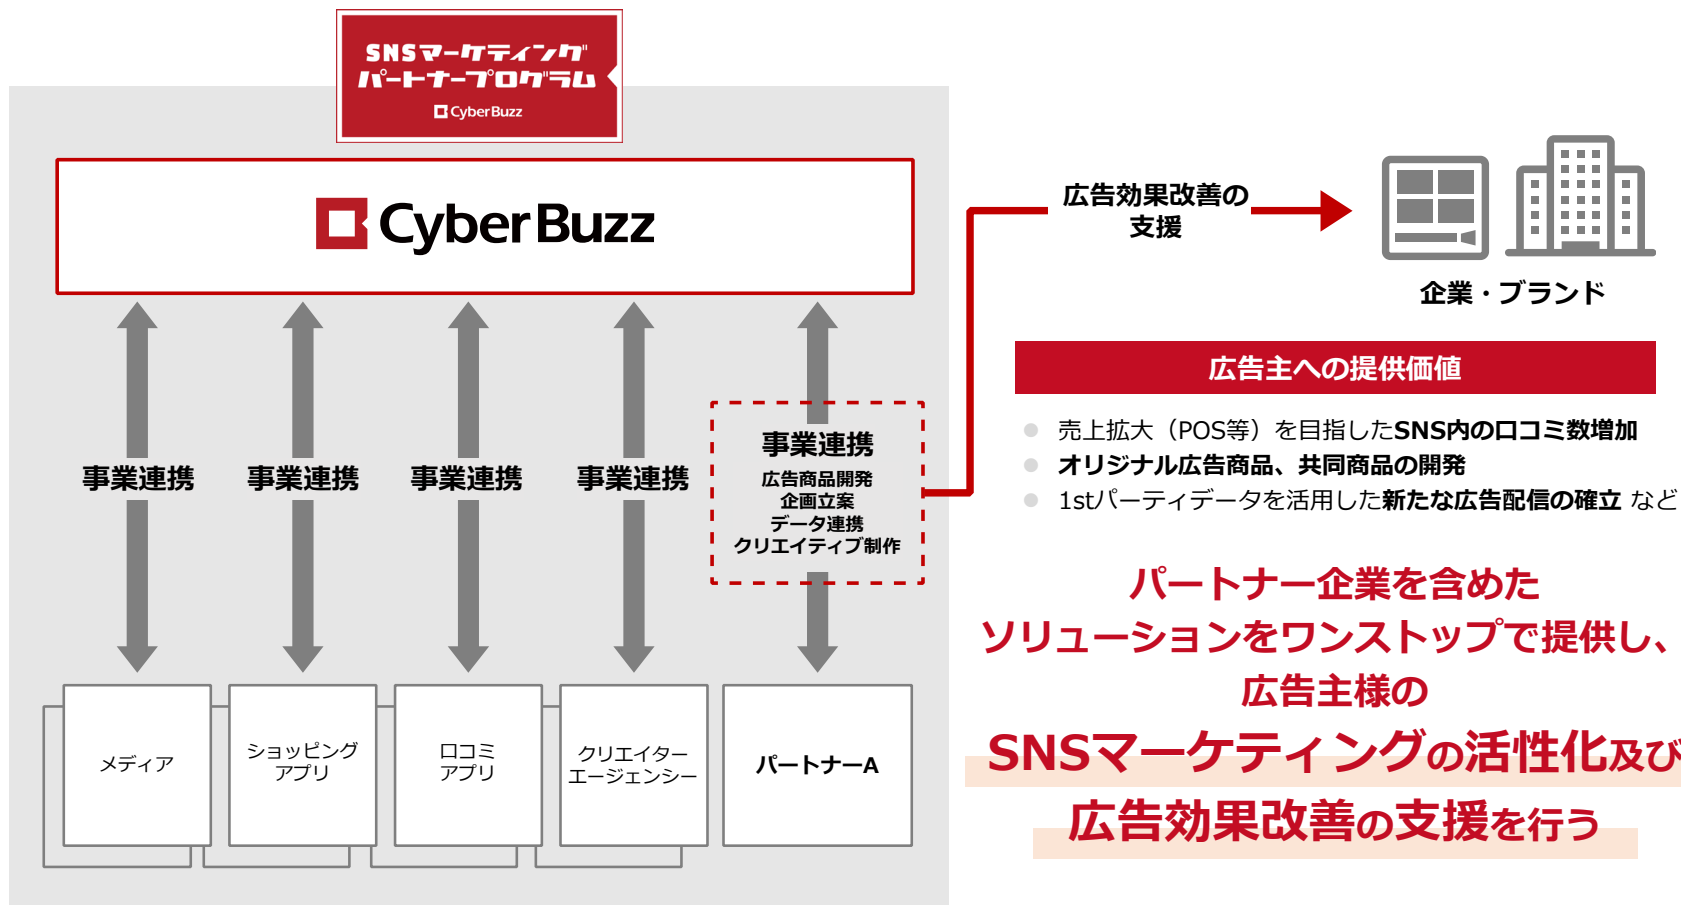 SNSマーケティング
パートナープログラム
CyberBuzz
CyberBuzz
事業連携
事業連携
事業連携
事業連携
事業連携
広告商品開発
企画立案
データ連携
クリエイティブ制作
メディア
ショッピング
アプリ
口コミ
アプリ
クリエイター
エージェンシー
パートナーA
広告効果改善の
支援
企業・ブランド
広告主への提供価値
売上拡大（POS等）を目指したSNS内の口コミ数増加
オリジナル広告商品、共同商品の開発
1stパーティデータを活用した新たな広告配信の確立 など
パートナー企業を含めた
ソリューションをワンストップで提供し、
広告主様の
SNSマーケティングの活性化及び
広告効果改善の支援を行う